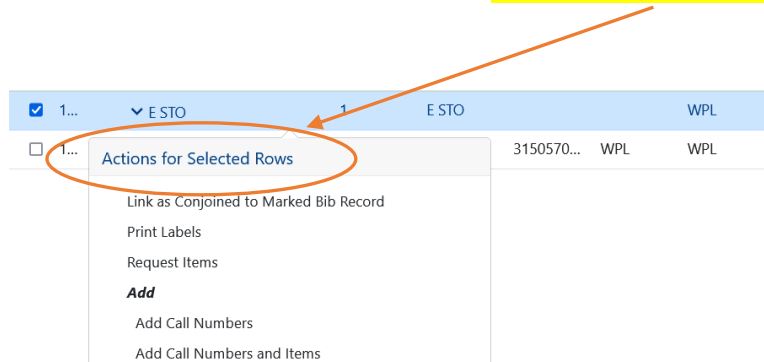 1... E STO 1 E STO WPL
1... 3150570... WPL WPL
Actions for Selected Rows
Link as Conjoined to Marked Bib Record
Print Labels
Request Items
Add
Add Call Numbers
Add Call Numbers and Items